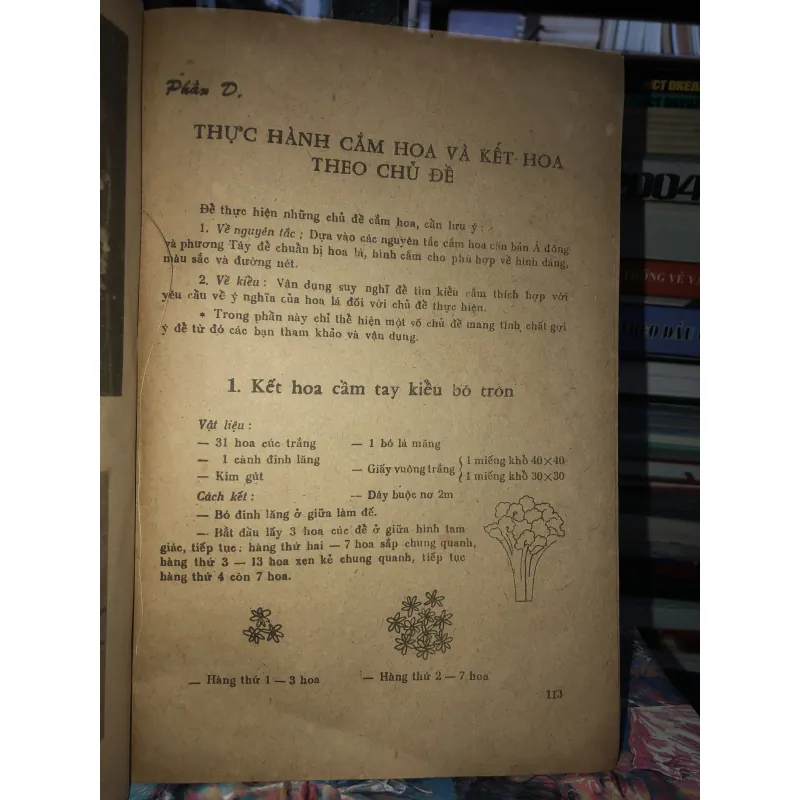 Phần D.
THỰC HÀNH CẮM HOA VÀ KẾT HOA
THEO CHỦ ĐỀ
Để thực hiện những chủ đề cắm hoa, cần lưu ý :
1. Về nguyên tắc : Dựa vào các nguyên tắc cắm hoa căn bản Á đông
và phương Tây để chuẩn bị hoa lá, bình cắm cho phù hợp về hình dáng,
màu sắc và đường nét.
2. Về kiểu : Vận dụng suy nghĩ để tìm kiểu cắm thích hợp với
yêu cầu về ý nghĩa của hoa lá đối với chủ đề thực hiện.
* Trong phần này chỉ thể hiện một số chủ đề mang tính chất gợi
ý để từ đó các bạn tham khảo và vận dụng.
1. Kết hoa cầm tay kiểu bó tròn
Vật liệu :
— 31 hoa cúc trắng — 1 bó lá măng
— 1 cành đinh lăng
— Giấy vuông trắng { 1 miếng khổ 40×40
— Kim gút { 1 miếng khổ 30×30
Cách kết : — Dây buộc nơ 2m
— Bó đinh lăng ở giữa làm đế.
— Bắt đầu lấy 3 hoa cúc để ở giữa hình tam
giác, tiếp tục : hàng thứ hai — 7 hoa sắp chung quanh,
hàng thứ 3 — 13 hoa xen kẽ chung quanh, tiếp tục
hàng thứ 4 còn 7 hoa.
— Hàng thứ 1 — 3 hoa — Hàng thứ 2 — 7 hoa
113
CT OKEA
2004
THỐNG VẼ